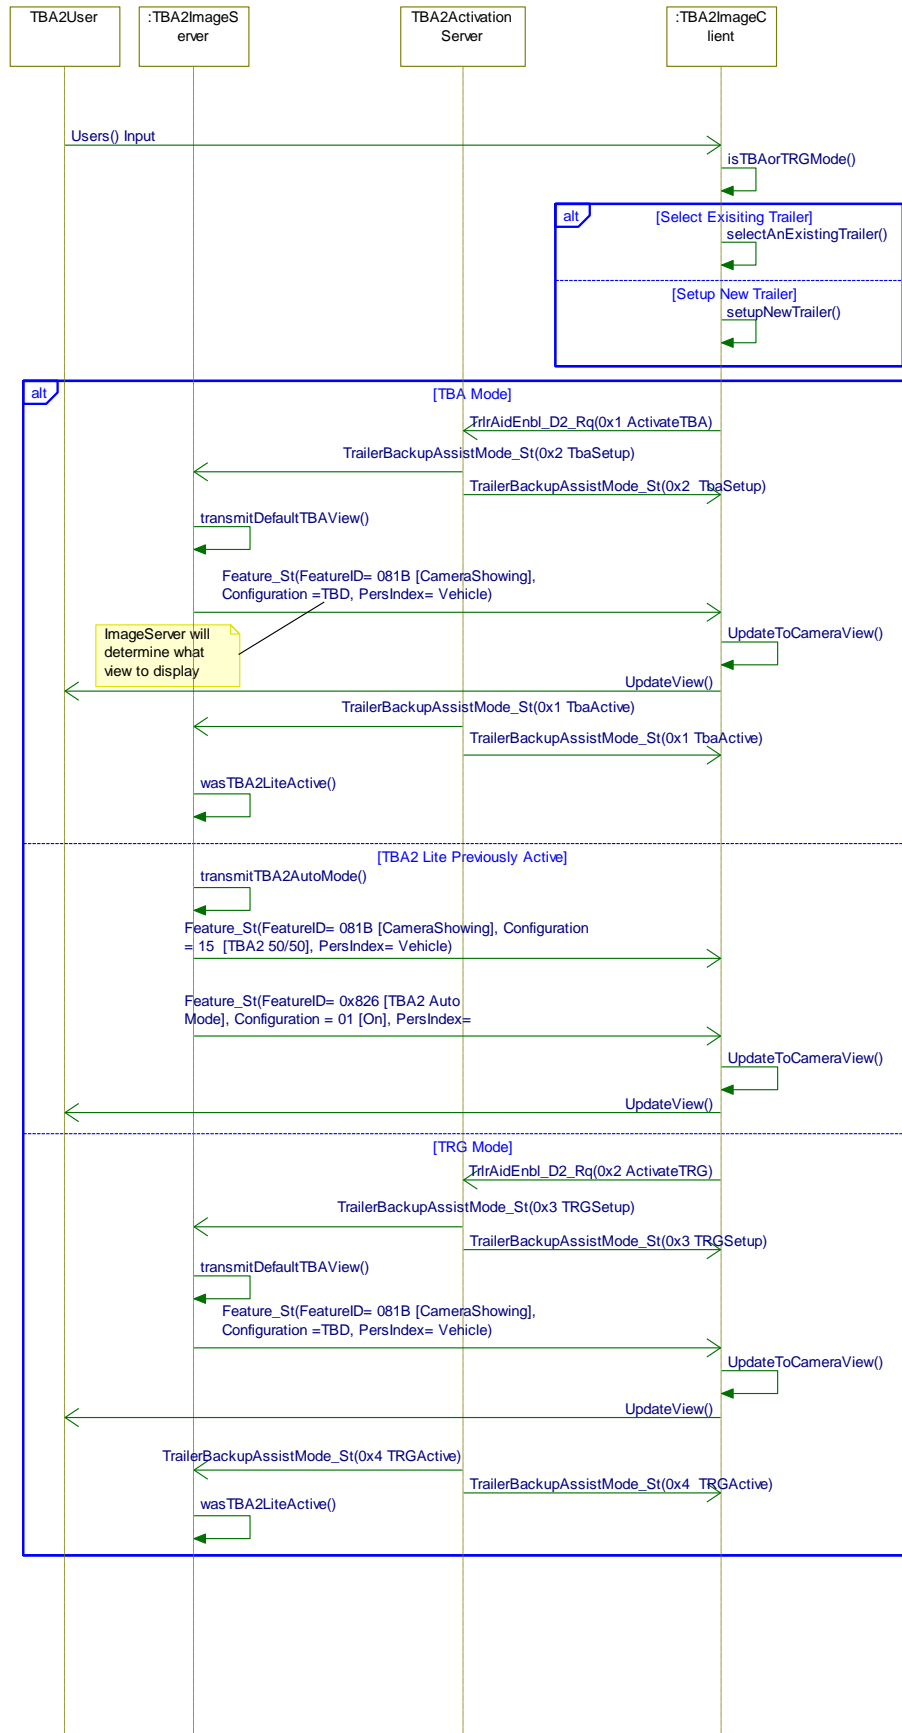 TBA2User
:TBA2ImageS
erver
TBA2Activation
Server
:TBA2ImageC
lient
Users() Input
isTBAorTRGMode()
alt
[Select Exisiting Trailer]
selectAnExistingTrailer()
[Setup New Trailer]
setupNewTrailer()
alt
[TBA Mode]
TrlrAidEnbl_D2_Rq(0x1 ActivateTBA)
TrailerBackupAssistMode_St(0x2 TbaSetup)
TrailerBackupAssistMode_St(0x2  TbaSetup)
transmitDefaultTBAView()
Feature_St(FeatureID= 081B [CameraShowing],
Configuration =TBD, PersIndex= Vehicle)
ImageServer will
determine what
view to display
UpdateToCameraView()
UpdateView()
TrailerBackupAssistMode_St(0x1 TbaActive)
TrailerBackupAssistMode_St(0x1 TbaActive)
wasTBA2LiteActive()
[TBA2 Lite Previously Active]
transmitTBA2AutoMode()
Feature_St(FeatureID= 081B [CameraShowing], Configuration
= 15  [TBA2 50/50], PersIndex= Vehicle)
Feature_St(FeatureID= 0x826 [TBA2 Auto
Mode], Configuration = 01 [On], PersIndex=
UpdateToCameraView()
UpdateView()
[TRG Mode]
TrlrAidEnbl_D2_Rq(0x2 ActivateTRG)
TrailerBackupAssistMode_St(0x3 TRGSetup)
TrailerBackupAssistMode_St(0x3 TRGSetup)
transmitDefaultTBAView()
Feature_St(FeatureID= 081B [CameraShowing],
Configuration =TBD, PersIndex= Vehicle)
UpdateToCameraView()
UpdateView()
TrailerBackupAssistMode_St(0x4 TRGActive)
TrailerBackupAssistMode_St(0x4  TRGActive)
wasTBA2LiteActive()